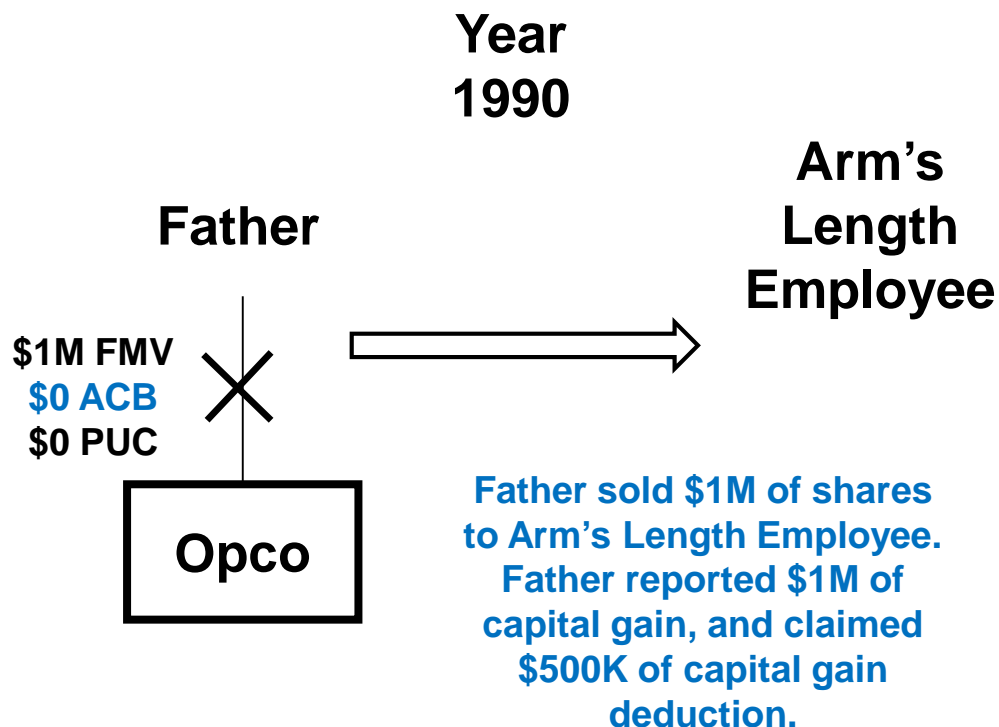 Year
1990
Arm's
Length
Employee
Father
$1M FMV
$0 ACB
$0 PUC
Opco
Father sold $1M of shares
to Arm's Length Employee.
Father reported $1M of
capital gain, and claimed
$500K of capital gain
deduction.